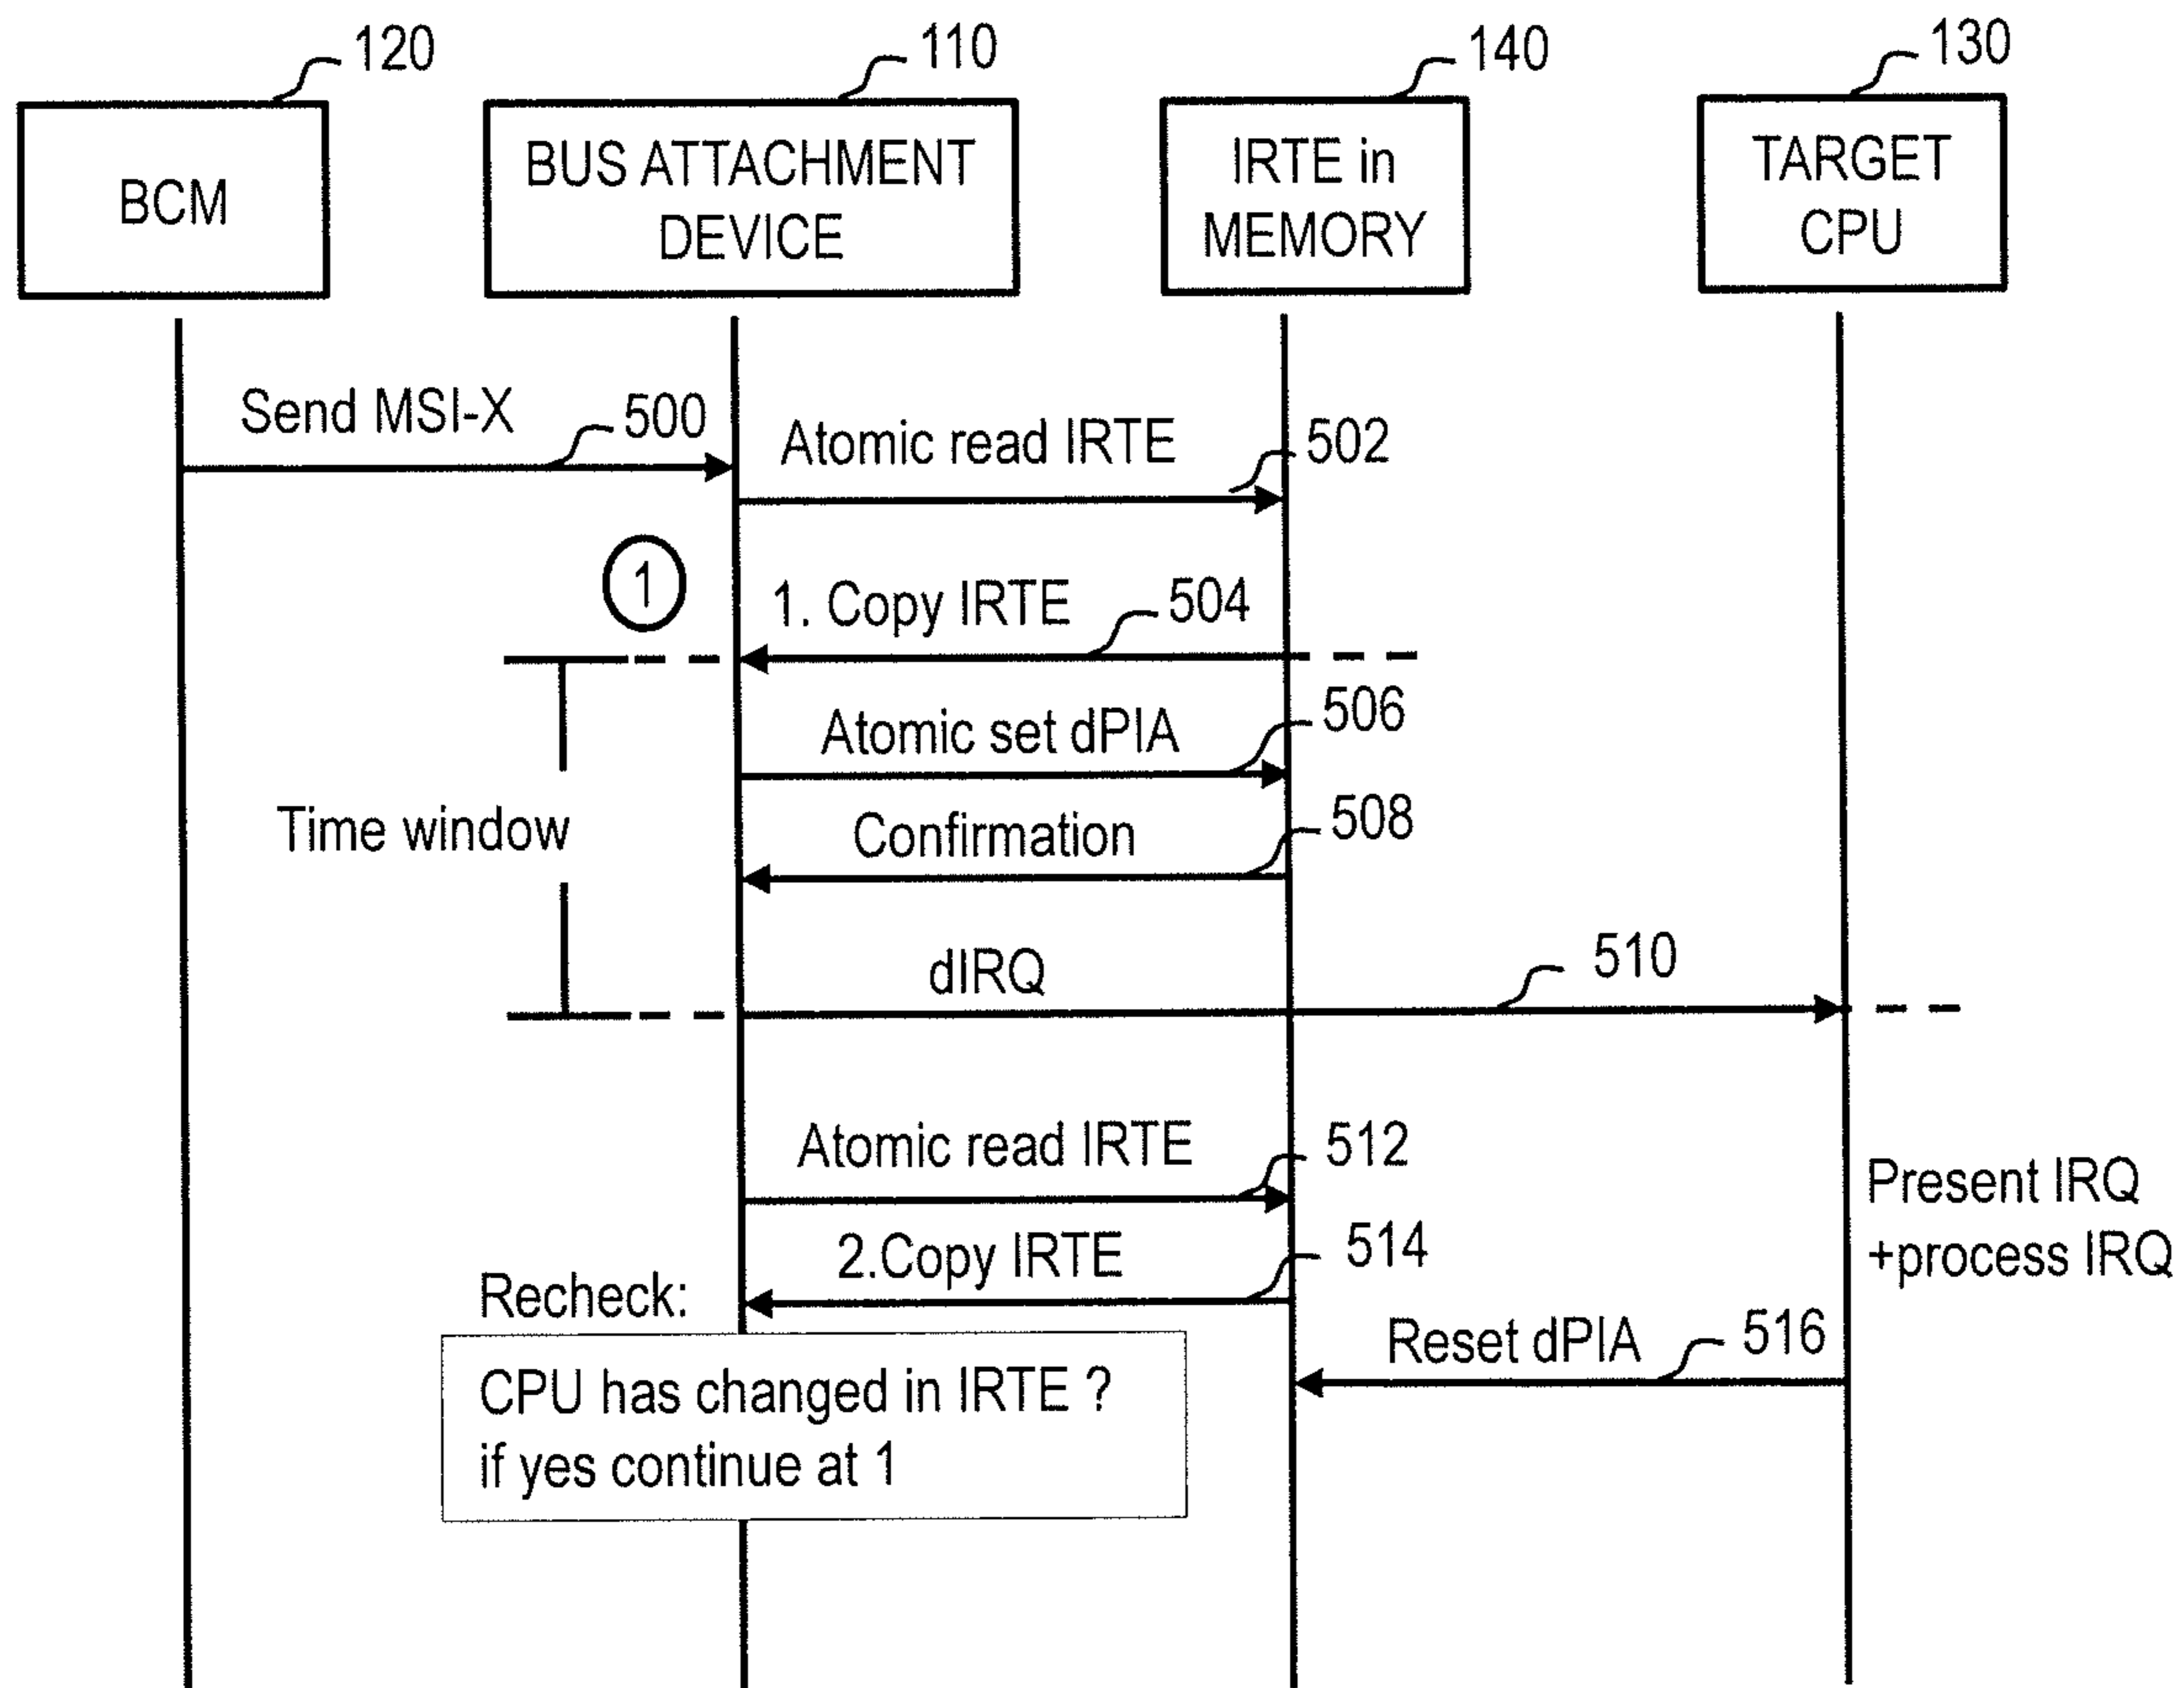 120
110
140
130
BCM
BUS ATTACHMENT
DEVICE
IRTE in
MEMORY
TARGET
CPU
Send MSI-X
500
Atomic read IRTE
502
1
1. Copy IRTE
504
Atomic set dPIA
506
Time window
Confirmation
508
dIRQ
510
Atomic read IRTE
512
Present IRQ
+process IRQ
2.Copy IRTE
514
Recheck:
Reset dPIA
516
CPU has changed in IRTE ?
if yes continue at 1